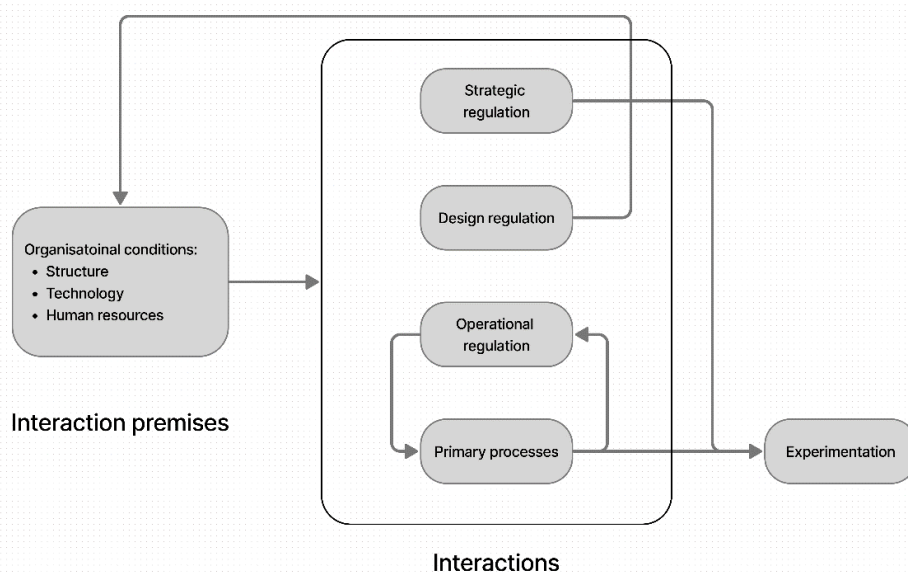 Strategic
regulation
Design regulation
Organisatoinal conditions:
• Structure
• Technology
• Human resources
Operational
regulation
Interaction premises
Primary processes
Experimentation
Interactions